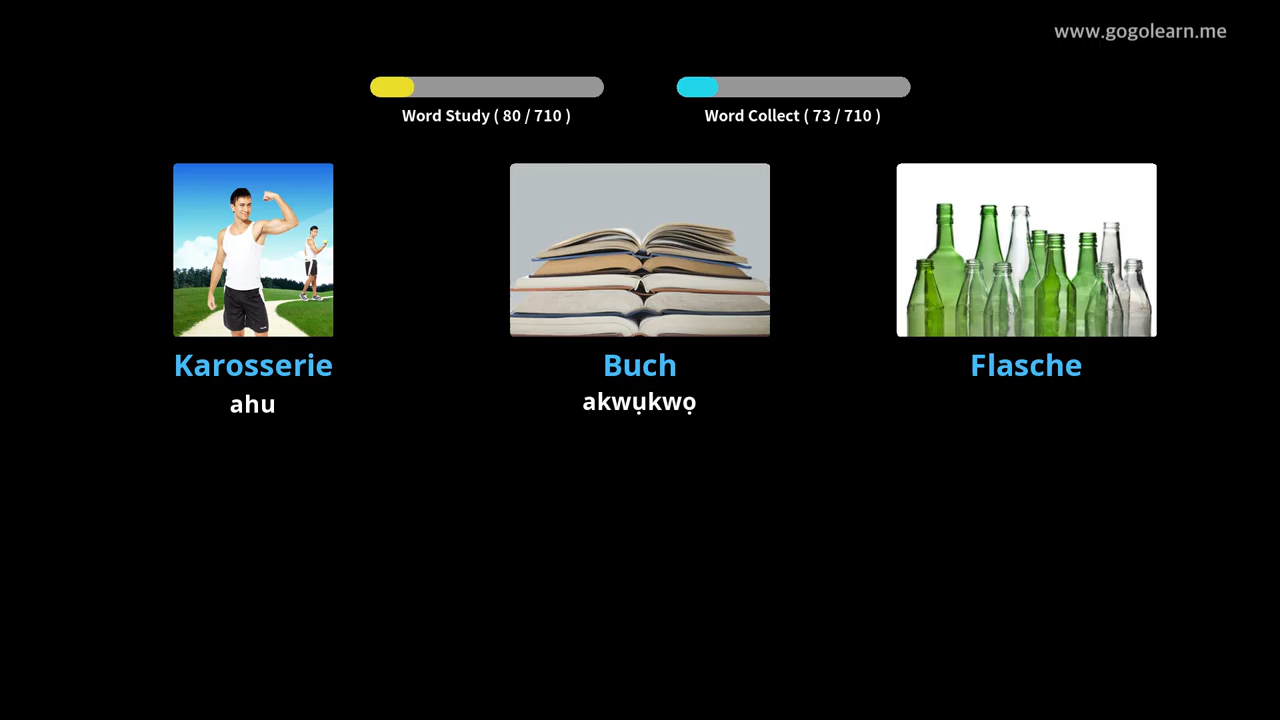 www.gogolearn.me
Word Study ( 80 / 710 )
Word Collect ( 73 / 710 )
Karosserie
ahu
Buch
akwụkwọ
Flasche